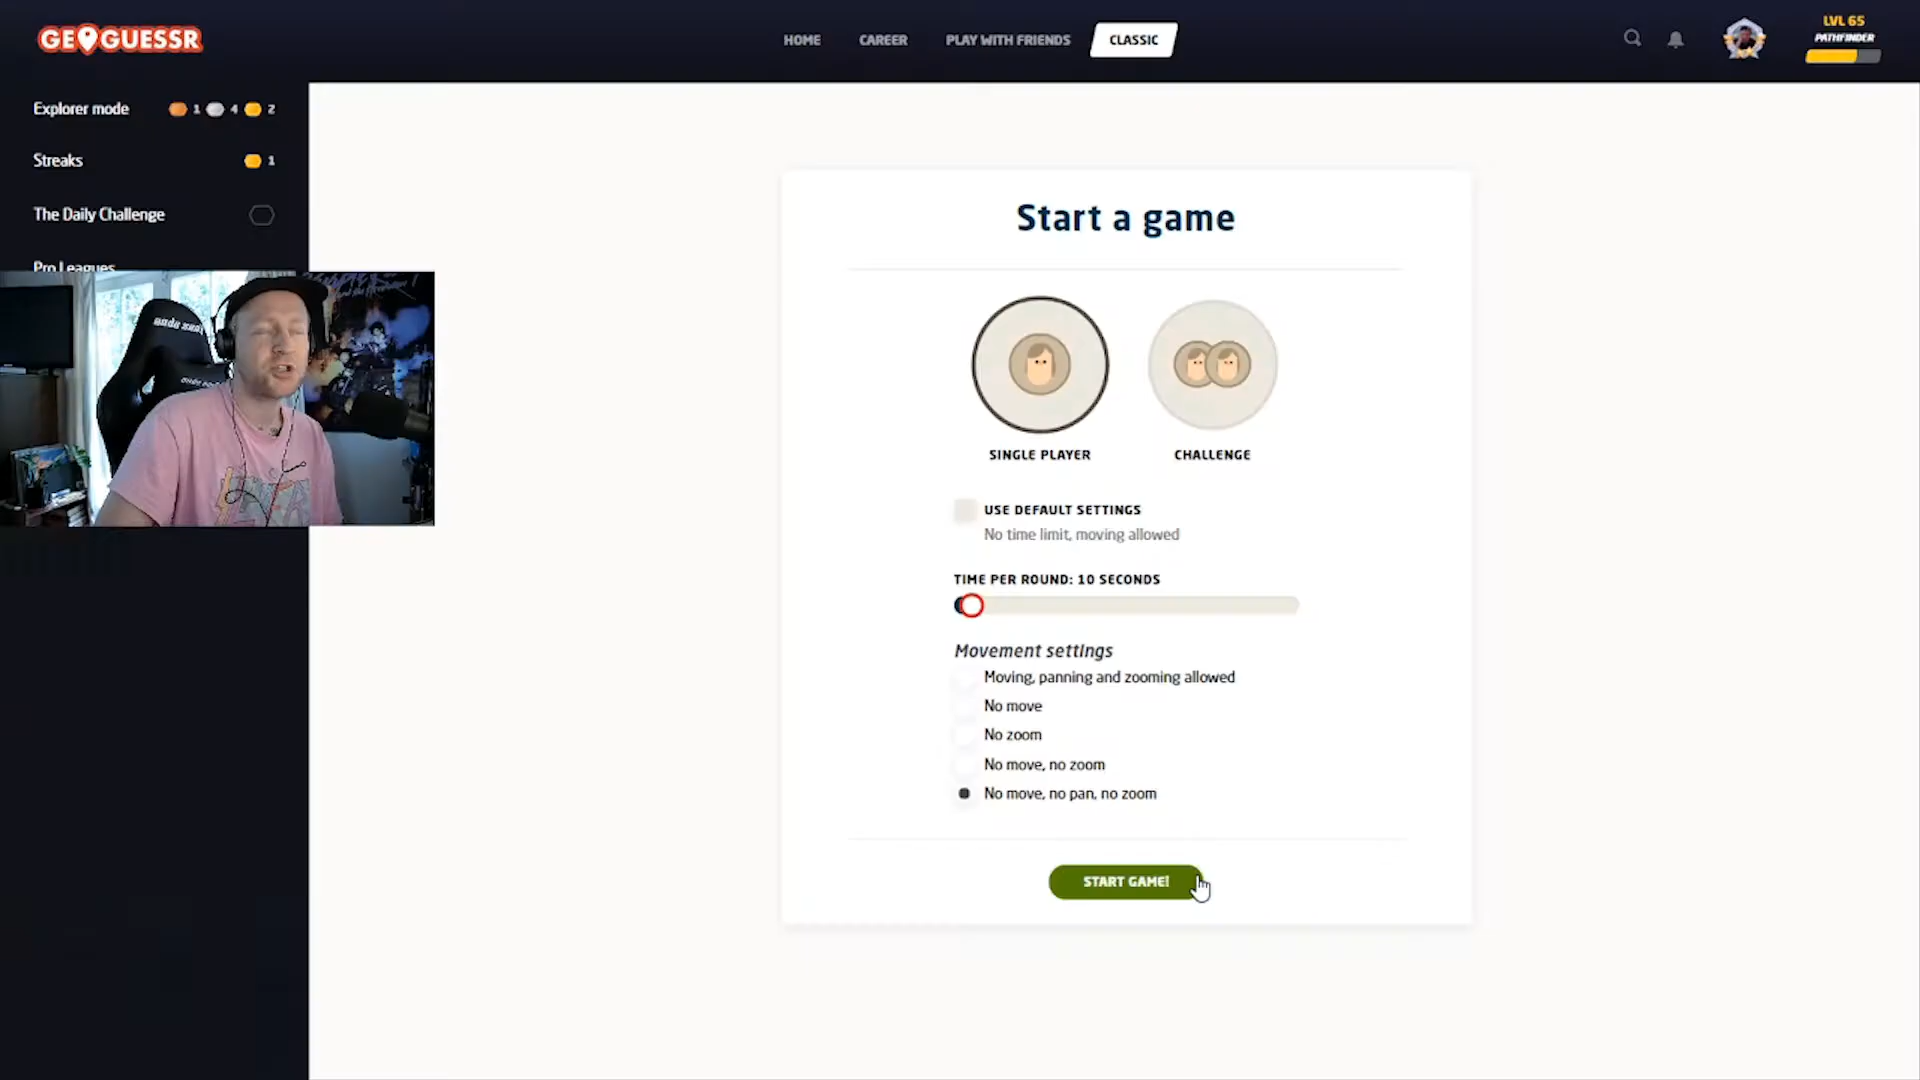 GEOGUESSR
HOME
CAREER
PLAY WITH FRIENDS
CLASSIC
LVL 65
PATHFINDER
Explorer mode 1 4 2
Streaks 1
The Daily Challenge
Pro Leagues
Start a game
SINGLE PLAYER
CHALLENGE
USE DEFAULT SETTINGS
No time limit, moving allowed
TIME PER ROUND: 10 SECONDS
Movement settings
Moving, panning and zooming allowed
No move
No zoom
No move, no zoom
No move, no pan, no zoom
START GAME!